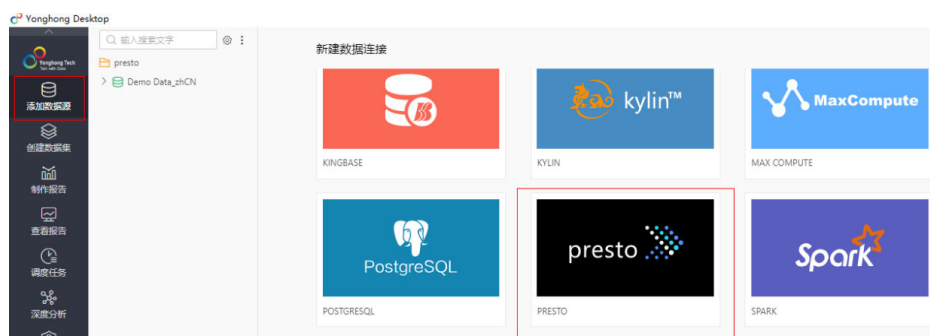 Yonghong Desktop
输入搜索文字
新建数据连接
Yonghong Tech
Talk with Data
presto
Demo Data_zhCN
添加数据源
创建数据集
制作报告
查看报告
调度任务
深度分析
kylin™
MaxCompute
KINGBASE
KYLIN
MAX COMPUTE
PostgreSQL
presto
Spark
POSTGRESQL
PRESTO
SPARK